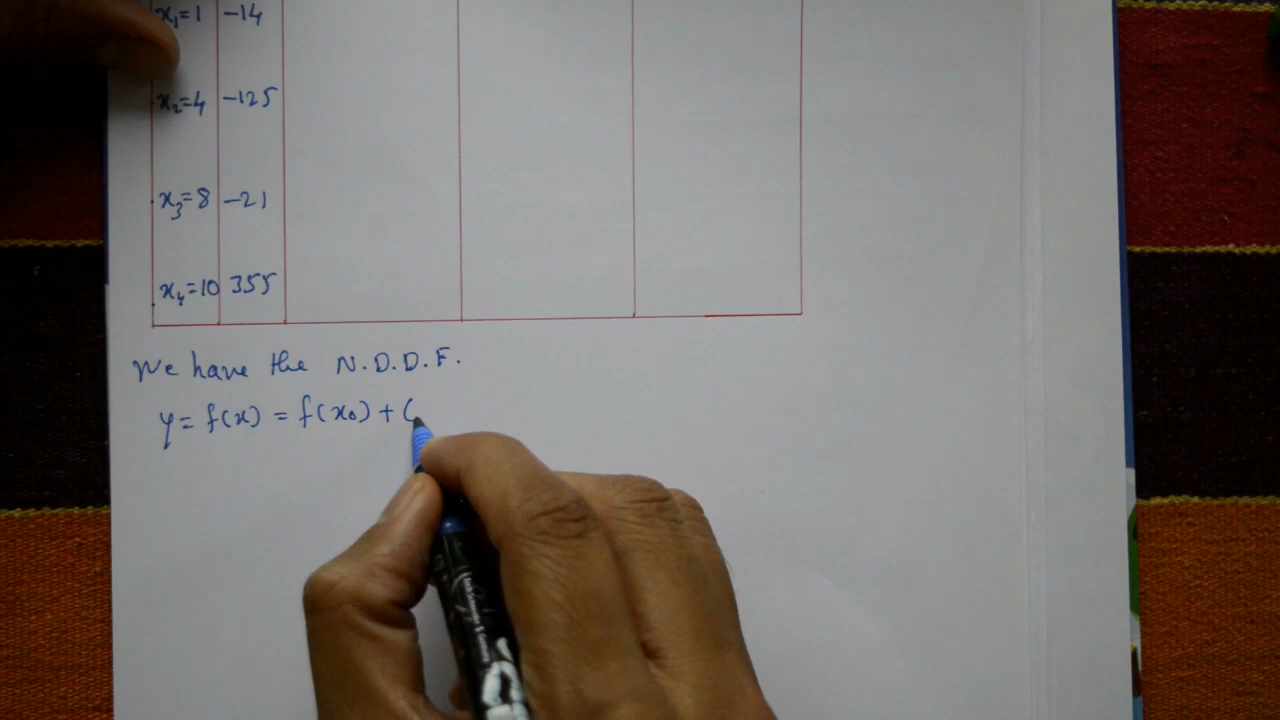 x₁=1 -14
x₂=4 -125
x₃=8 -21
x₄=10 355
We have the N.D.D.F.
y = f(x) = f(x₀) + (